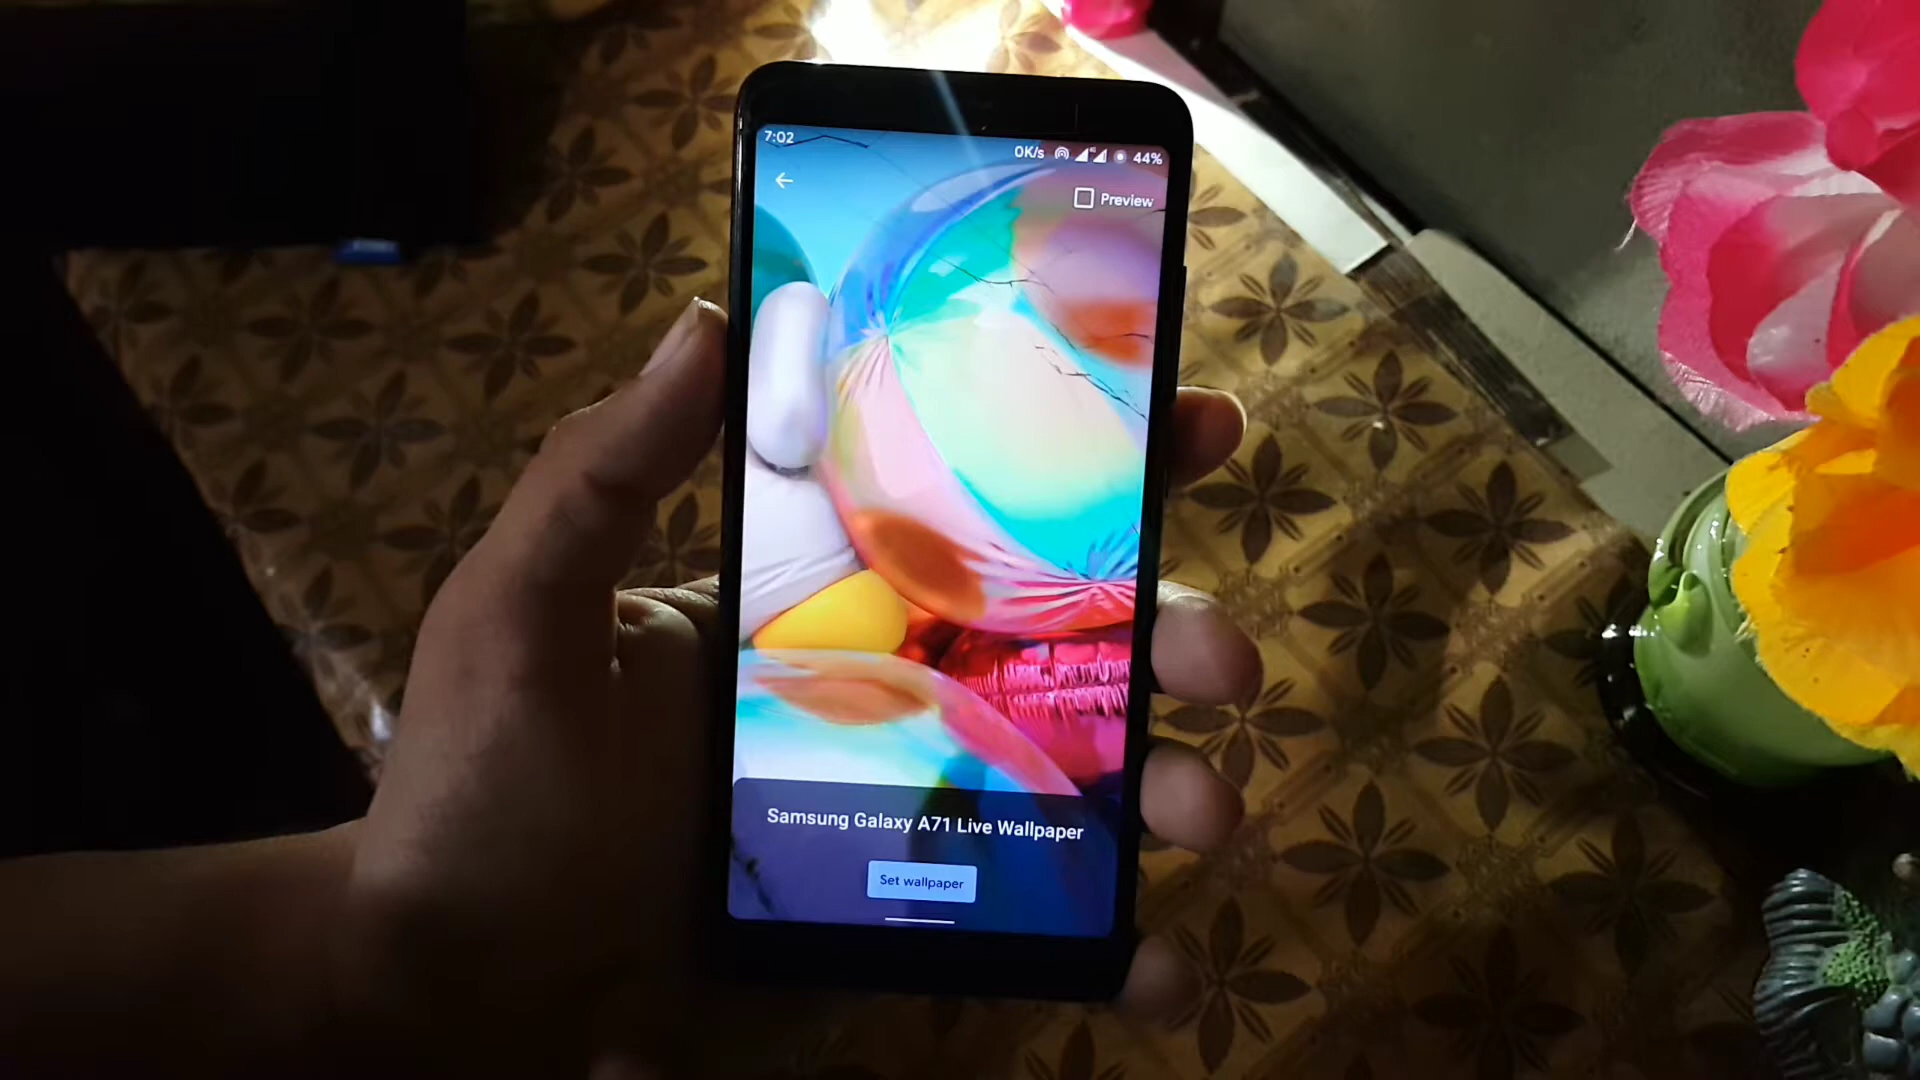 7:02
0K/s 44%
Preview
Samsung Galaxy A71 Live Wallpaper
Set wallpaper